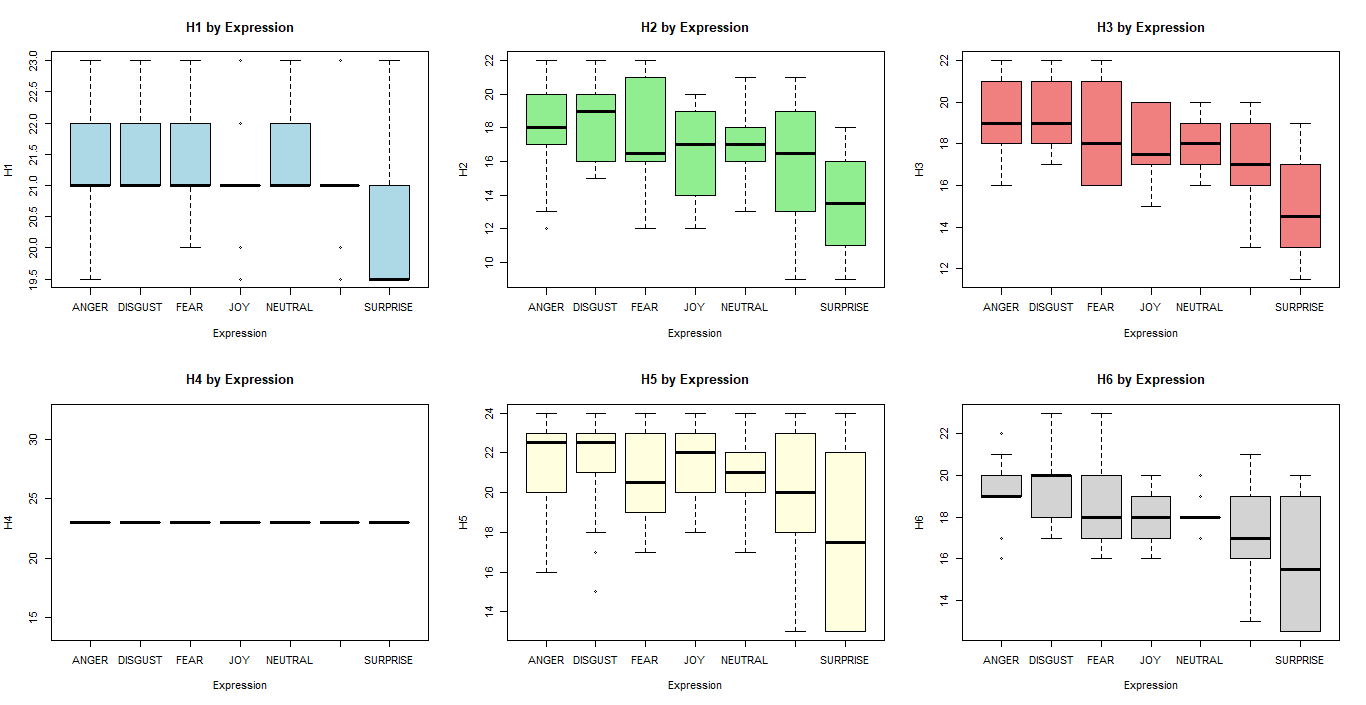 H1 by Expression
H1
23.0
22.5
22.0
21.5
21.0
20.5
20.0
19.5
ANGER DISGUST FEAR JOY NEUTRAL SURPRISE
Expression
H2 by Expression
H2
22
20
18
16
14
12
10
ANGER DISGUST FEAR JOY NEUTRAL SURPRISE
Expression
H3 by Expression
H3
22
20
18
16
14
12
ANGER DISGUST FEAR JOY NEUTRAL SURPRISE
Expression
H4 by Expression
H4
30
25
20
15
ANGER DISGUST FEAR JOY NEUTRAL SURPRISE
Expression
H5 by Expression
H5
24
22
20
18
16
14
ANGER DISGUST FEAR JOY NEUTRAL SURPRISE
Expression
H6 by Expression
H6
22
20
18
16
14
ANGER DISGUST FEAR JOY NEUTRAL SURPRISE
Expression